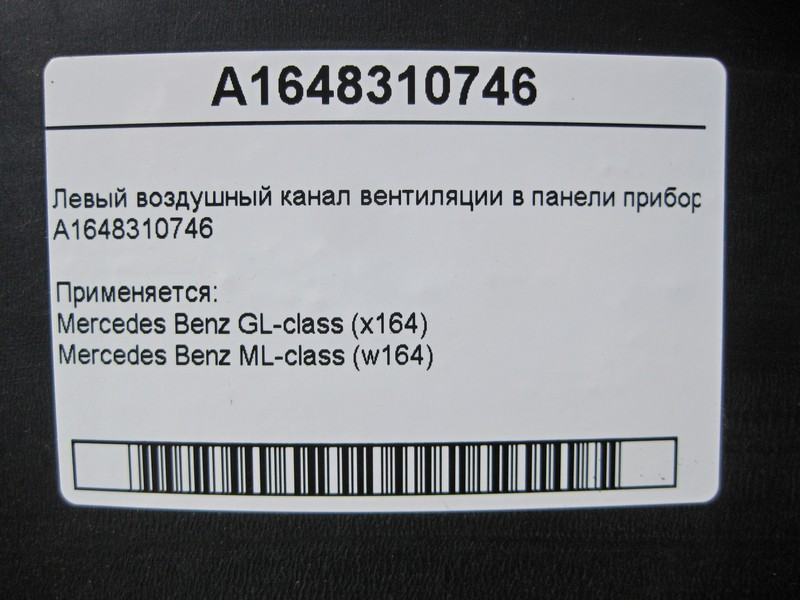 A1648310746
Левый воздушный канал вентиляции в панели прибор
A1648310746
Применяется:
Mercedes Benz GL-class (x164)
Mercedes Benz ML-class (w164)